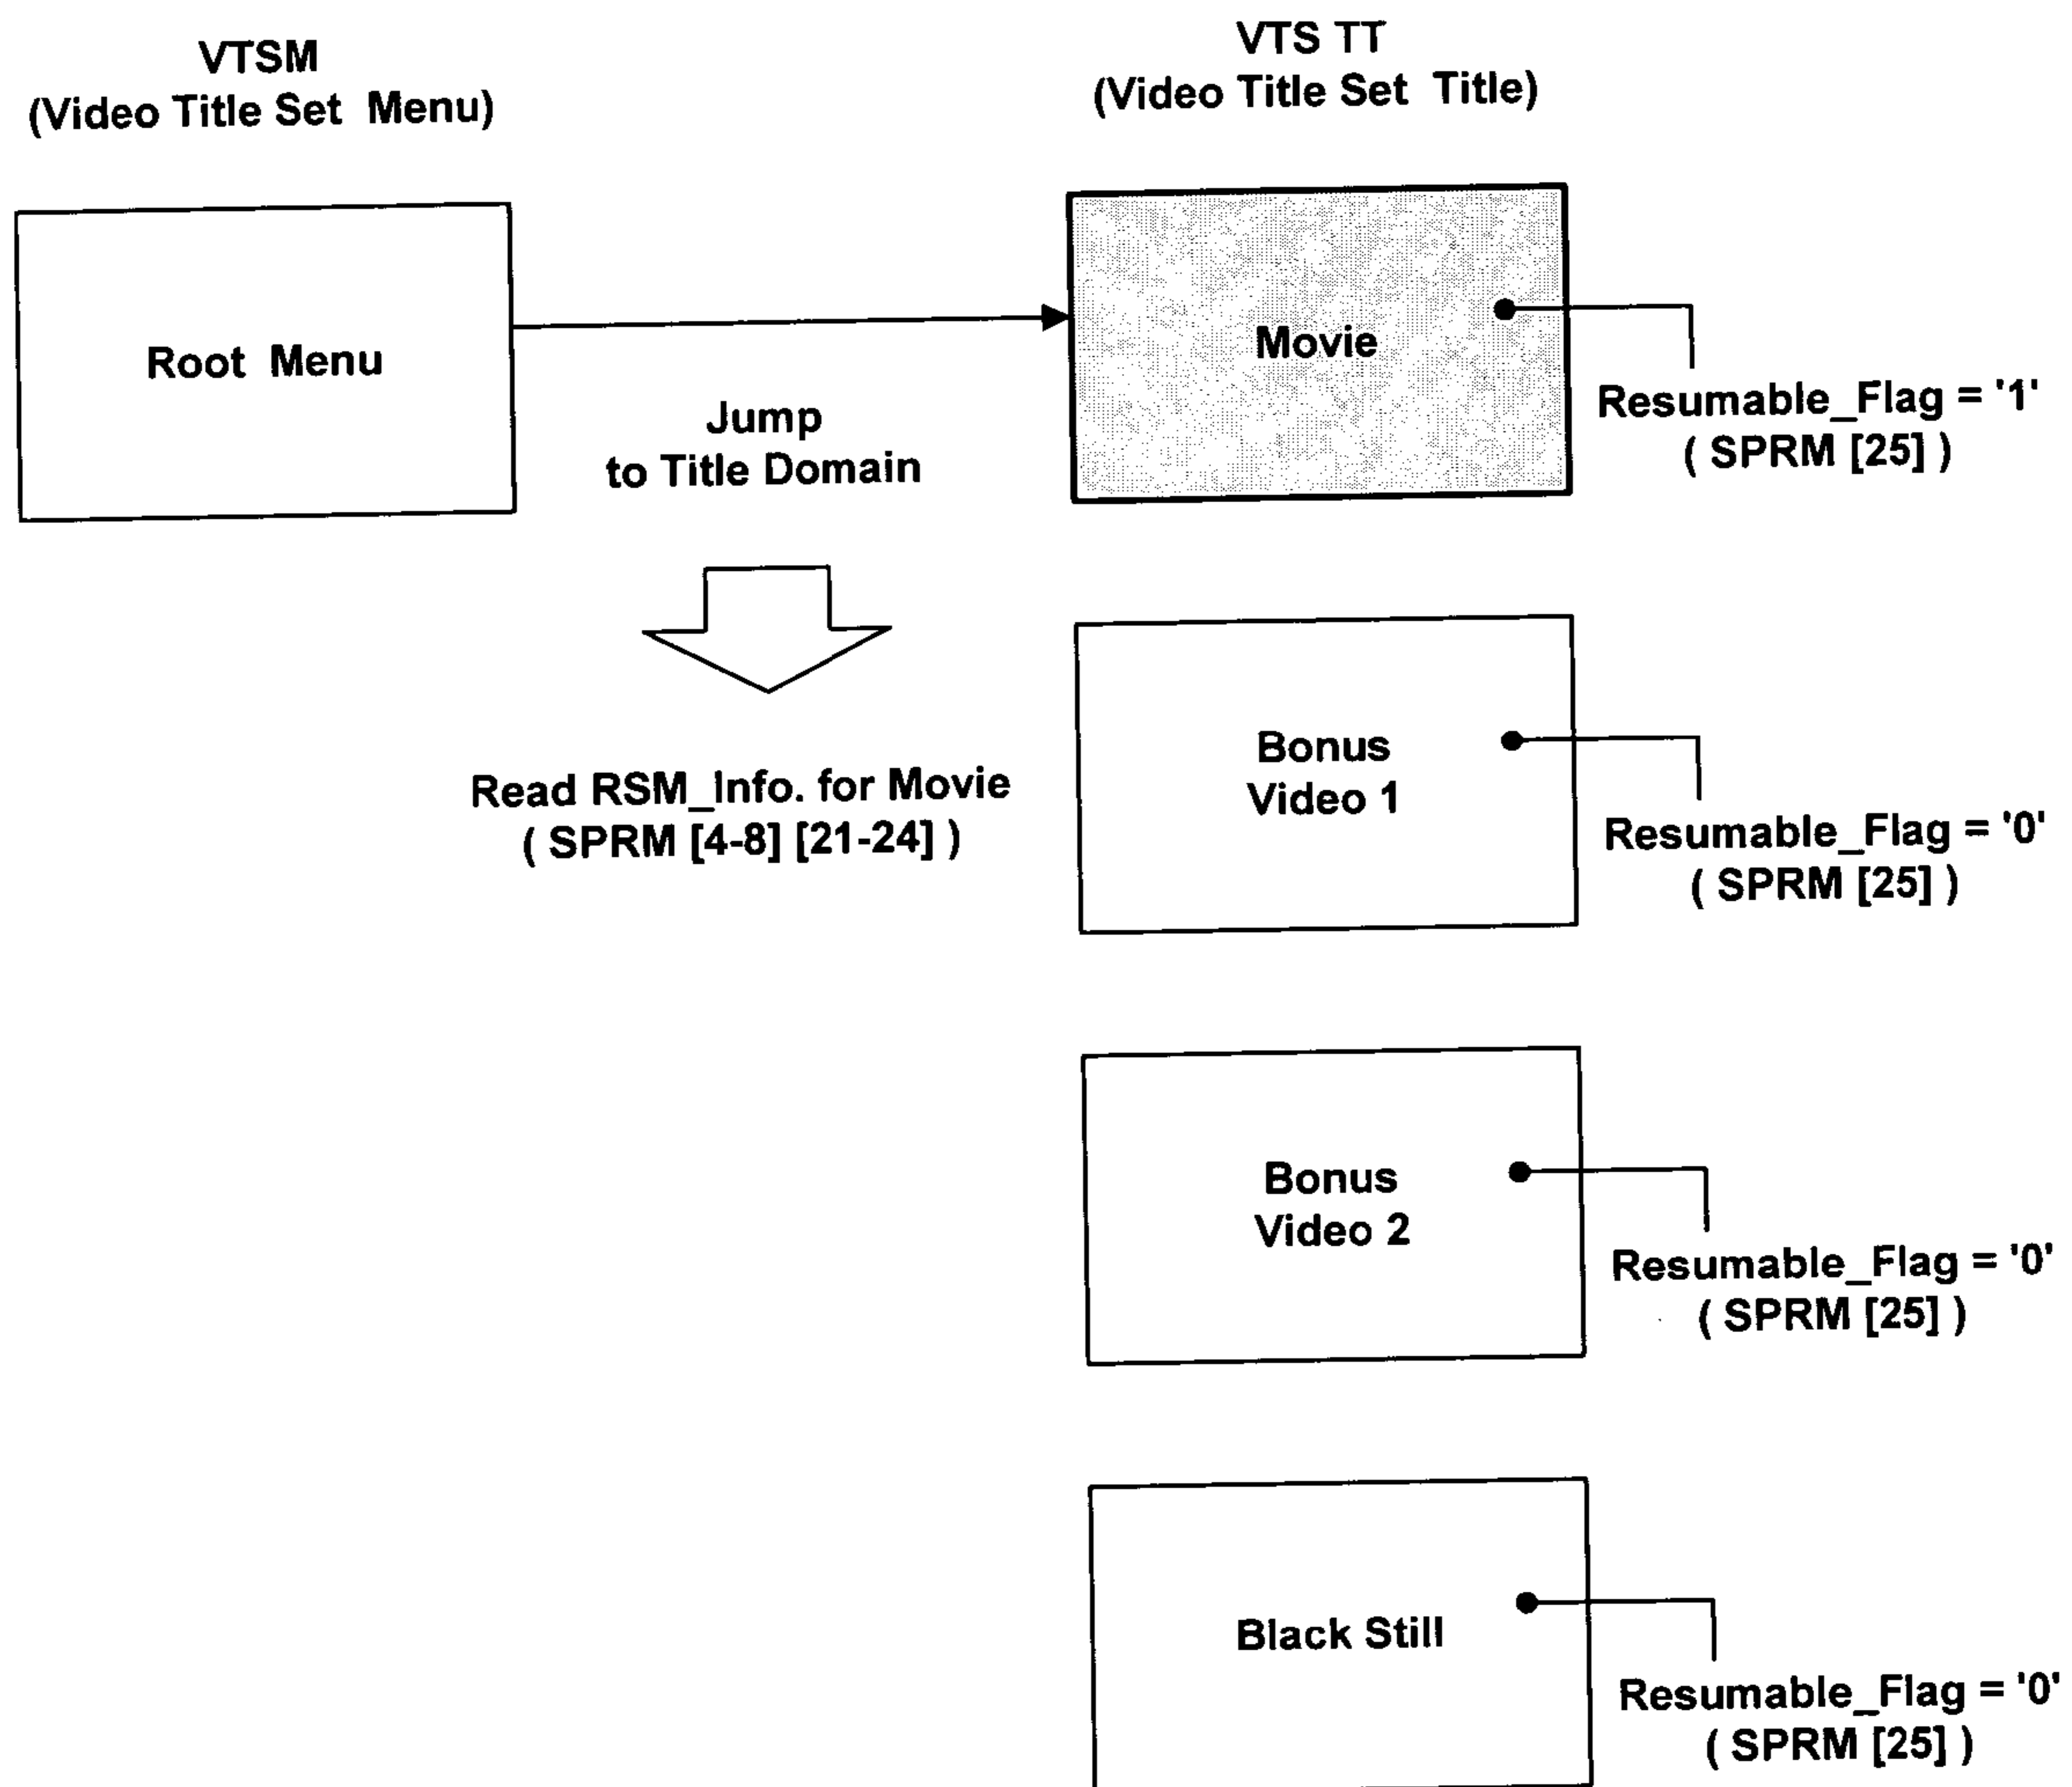 VTSM
(Video Title Set Menu)
VTS TT
(Video Title Set Title)
Root Menu
Jump
to Title Domain
Movie
Resumable_Flag = '1'
( SPRM [25] )
Read RSM_Info. for Movie
( SPRM [4-8] [21-24] )
Bonus
Video 1
Resumable_Flag = '0'
( SPRM [25] )
Bonus
Video 2
Resumable_Flag = '0'
( SPRM [25] )
Black Still
Resumable_Flag = '0'
( SPRM [25] )